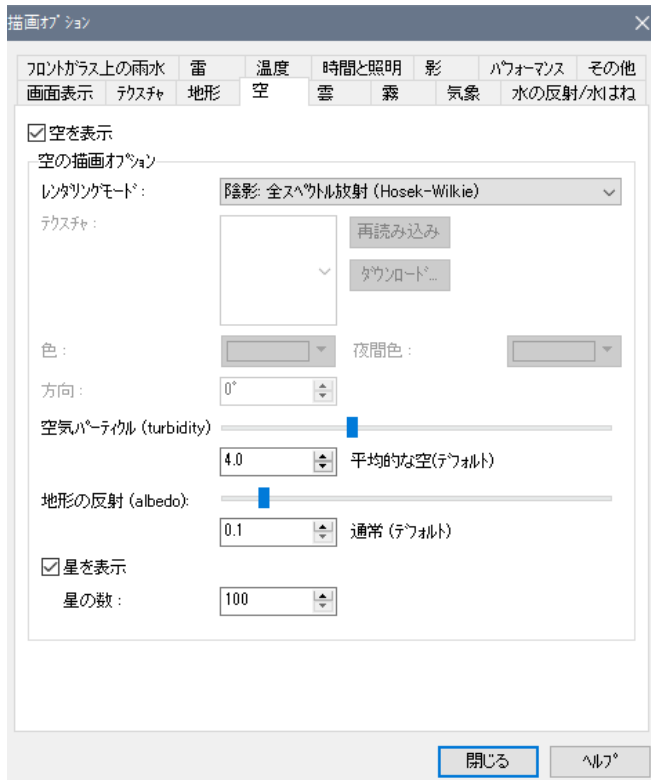 描画ｵﾌﾟｼｮﾝ
ﾌﾛﾝﾄｶﾞﾗｽ上の雨水 雷 温度 時間と照明 影 ﾊﾟﾌｫｰﾏﾝｽ その他
画面表示 ﾃｸｽﾁｬ 地形 空 雲 霧 気象 水の反射/水はね
空を表示
空の描画ｵﾌﾟｼｮﾝ
ﾚﾝﾀﾞﾘﾝｸﾞﾓｰﾄﾞ: 陰影: 全ｽﾍﾟｸﾄﾙ放射 (Hosek-Wilkie)
ﾃｸｽﾁｬ: 再読み込み
ﾀﾞｳﾝﾛｰﾄﾞ...
色: 夜間色:
方向: 0°
空気ﾊﾟｰﾃｨｸﾙ (turbidity)
4.0 平均的な空(ﾃﾞﾌｫﾙﾄ)
地形の反射 (albedo):
0.1 通常 (ﾃﾞﾌｫﾙﾄ)
星を表示
星の数: 100
閉じる ﾍﾙﾌﾟ